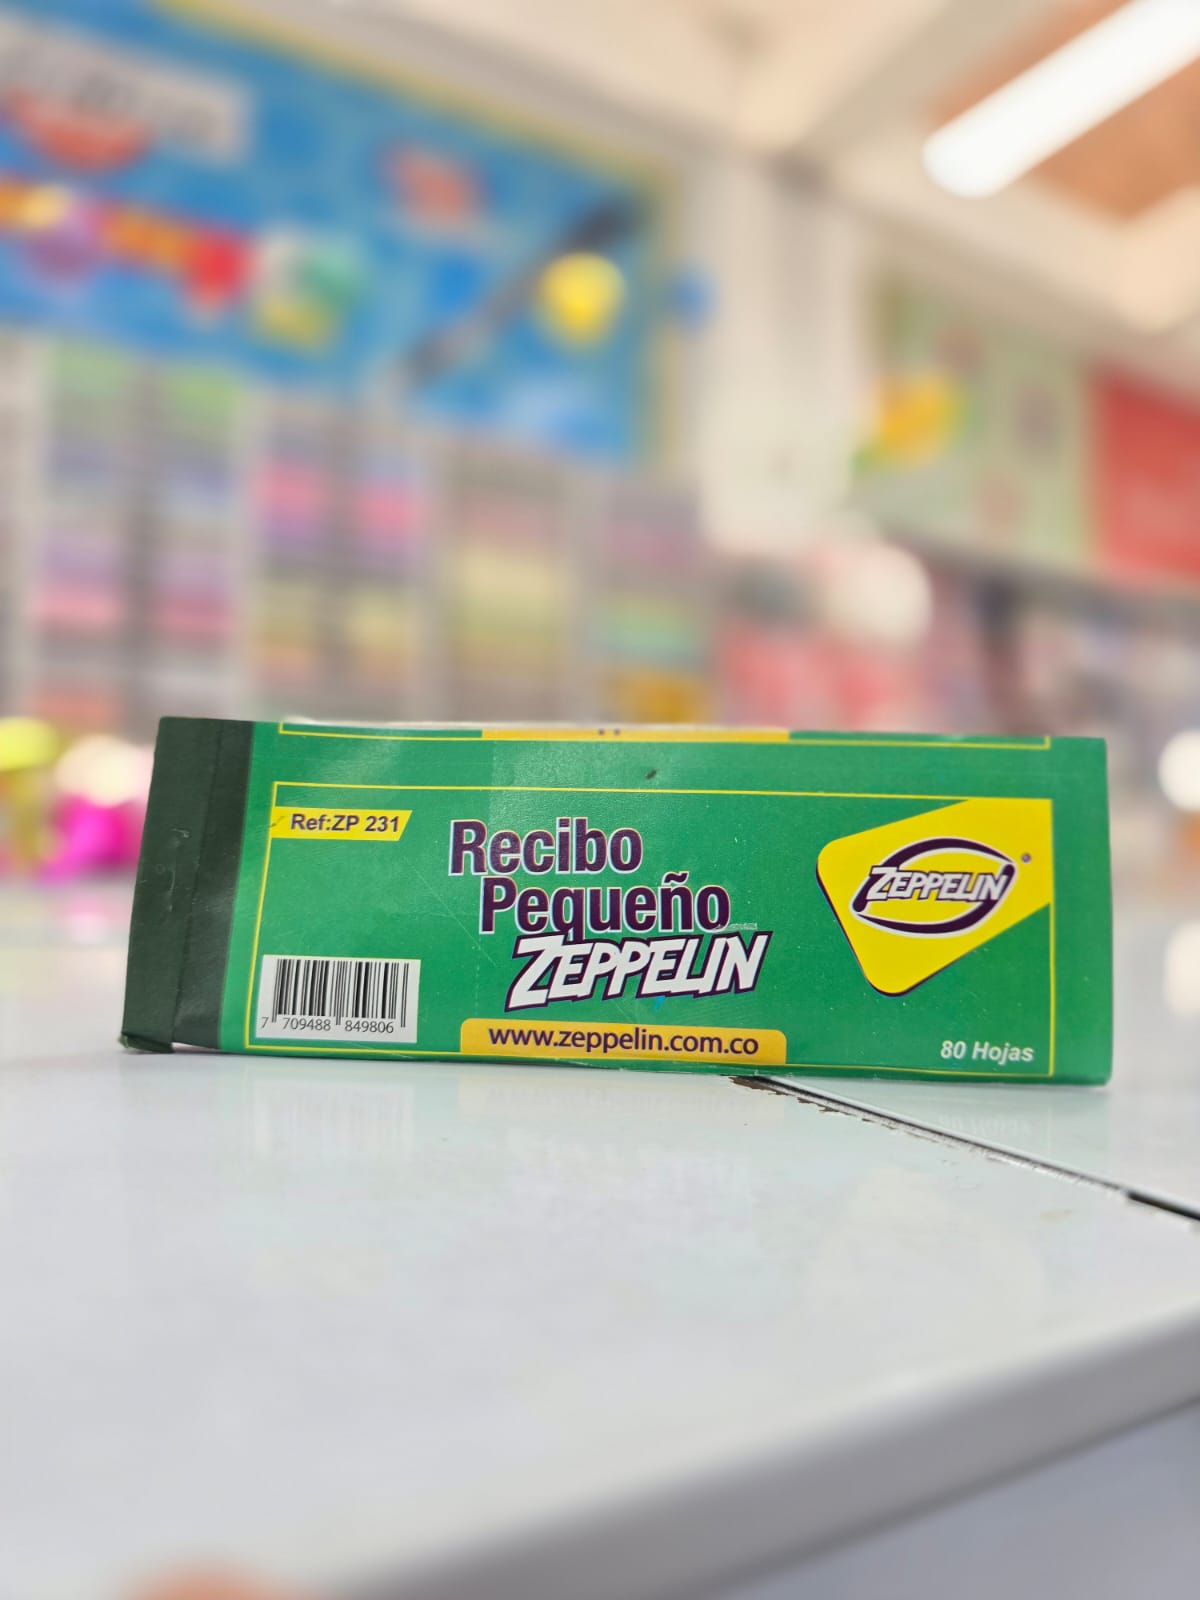 Ref:ZP 231
Recibo
Pequeño
ZEPPELIN
ZEPPELIN
7 709488 849806
www.zeppelin.com.co
80 Hojas